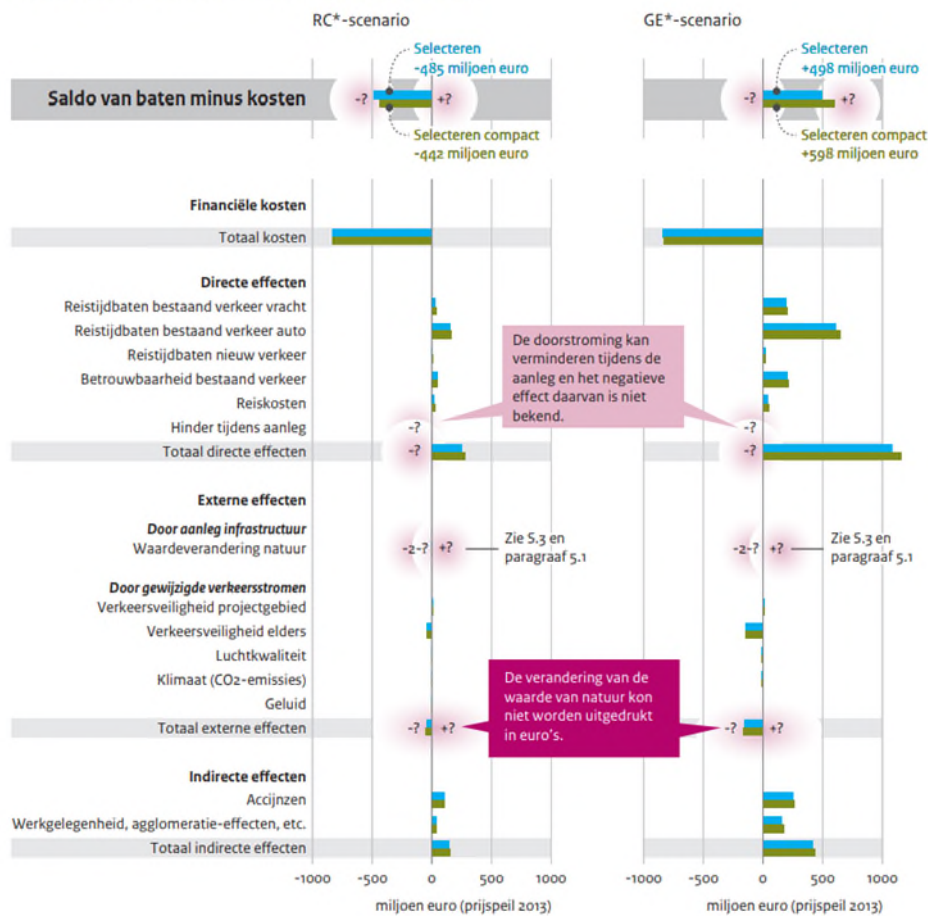 RC*-scenario
GE*-scenario
Selecteren
-485 miljoen euro
Selecteren
+498 miljoen euro
Saldo van baten minus kosten
-?
+?
-?
+?
Selecteren compact
-442 miljoen euro
Selecteren compact
+598 miljoen euro
Financiële kosten
Totaal kosten
Directe effecten
Reistijdbaten bestaand verkeer vracht
Reistijdbaten bestaand verkeer auto
Reistijdbaten nieuw verkeer
Betrouwbaarheid bestaand verkeer
Reiskosten
Hinder tijdens aanleg
-?
-?
Totaal directe effecten
-?
-?
De doorstroming kan
verminderen tijdens de
aanleg en het negatieve
effect daarvan is niet
bekend.
Externe effecten
Door aanleg infrastructuur
Waardeverandering natuur
-2-?
+?
Zie S.3 en
paragraaf 5.1
-2-?
+?
Zie S.3 en
paragraaf 5.1
Door gewijzigde verkeersstromen
Verkeersveiligheid projectgebied
Verkeersveiligheid elders
Luchtkwaliteit
Klimaat (CO2-emissies)
Geluid
Totaal externe effecten
-?
+?
-?
+?
De verandering van de
waarde van natuur kon
niet worden uitgedrukt
in euro's.
Indirecte effecten
Accijnzen
Werkgelegenheid, agglomeratie-effecten, etc.
Totaal indirecte effecten
-1000 -500 0 500 1000
-1000 -500 0 500 1000
miljoen euro (prijspeil 2013)
miljoen euro (prijspeil 2013)